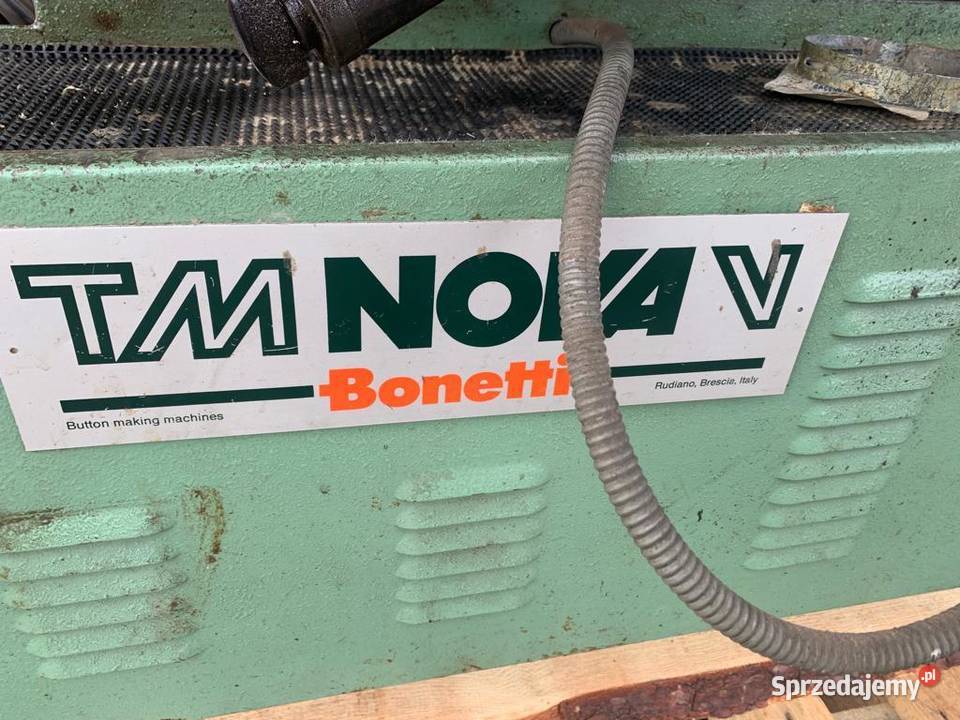 TM NOVA V
Bonetti
Button making machines
Rudiano, Brescia, Italy
Sprzedajemy.pl